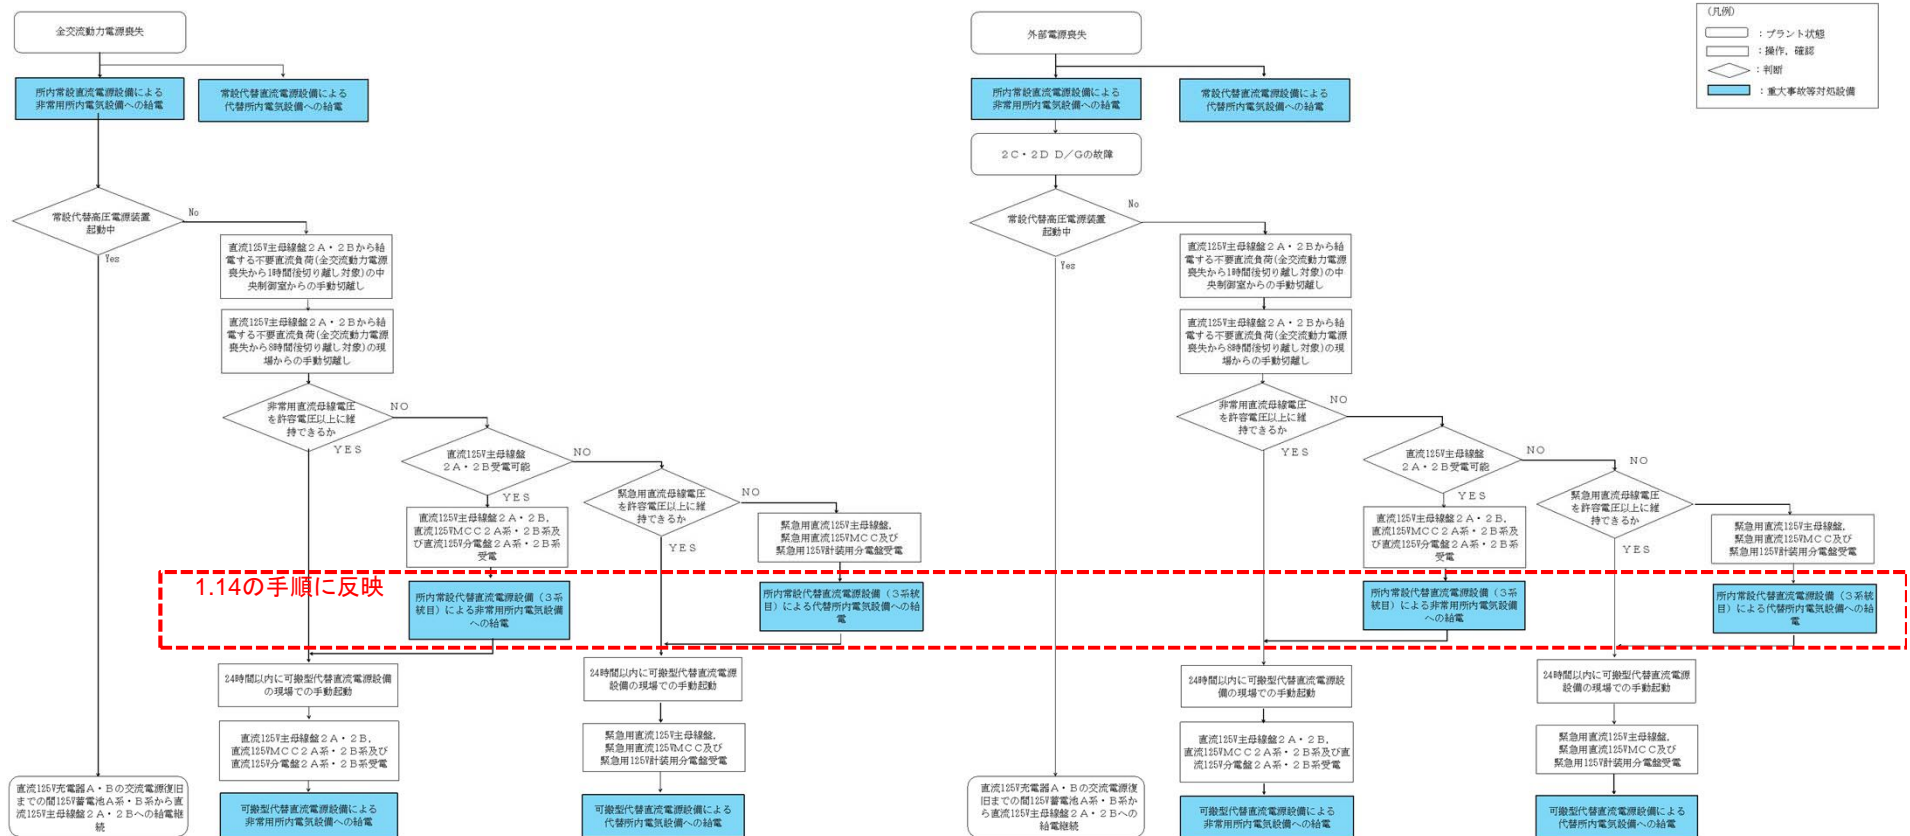 金交流動力電源喪失
所内常設直流電源設備による
非常用所内電気設備への給電
常設代替直流電源設備による
代替所内電気設備への給電
常設代替高圧電源装置
起動中
No
Yes
直流125V主母線盤２Ａ・２Ｂから給
電する不要直流負荷(全交流動力電源
喪失から1時間後切り離し対象)の中
央制御室からの手動切離し
直流125V主母線盤２Ａ・２Ｂから給
電する不要直流負荷(全交流動力電源
喪失から8時間後切り離し対象)の現
場からの手動切離し
非常用直流母線電圧
を許容電圧以上に維
持できるか
NO
YES
直流125V主母線盤
２Ａ・２Ｂ受電可能
NO
YES
緊急用直流母線電圧
を許容電圧以上に維
持できるか
NO
YES
直流125V主母線盤２Ａ・２Ｂ,
直流125VMCC２Ａ系・２Ｂ系及
び直流125V分電盤２Ａ系・２Ｂ系
受電
緊急用直流125V主母線盤,
緊急用直流125VMCC及び
緊急用125V計装用分電盤受電
1.14の手順に反映
所内常設代替直流電源設備（３系
統目）による非常用所内電気設備
への給電
所内常設代替直流電源設備（３系統
目）による代替所内電気設備への給
電
24時間以内に可搬型代替直流電源設備
の現場での手動起動
24時間以内に可搬型代替直流電源
設備の現場での手動起動
直流125V主母線盤２Ａ・２Ｂ,
直流125VMCC２Ａ系・２Ｂ系及び
直流125V分電盤２Ａ系・２Ｂ系受電
緊急用直流125V主母線盤,
緊急用直流125VMCC及び
緊急用125V計装用分電盤受電
直流125V充電器Ａ・Ｂの交流電源復旧
までの間125V蓄電池Ａ系・Ｂ系から直
流125V主母線盤２Ａ・２Ｂへの給電継
続
可搬型代替直流電源設備による
非常用所内電気設備への給電
可搬型代替直流電源設備による
代替所内電気設備への給電
外部電源喪失
所内常設直流電源設備による
非常用所内電気設備への給電
常設代替直流電源設備による
代替所内電気設備への給電
２Ｃ・２Ｄ Ｄ／Ｇの故障
常設代替高圧電源装置
起動中
No
Yes
直流125V主母線盤２Ａ・２Ｂから給
電する不要直流負荷(全交流動力電源
喪失から1時間後切り離し対象)の中
央制御室からの手動切離し
直流125V主母線盤２Ａ・２Ｂから給
電する不要直流負荷(全交流動力電源
喪失から8時間後切り離し対象)の現
場からの手動切離し
非常用直流母線電圧
を許容電圧以上に維
持できるか
NO
YES
直流125V主母線盤
２Ａ・２Ｂ受電可能
NO
YES
緊急用直流母線電圧
を許容電圧以上に維
持できるか
NO
YES
直流125V主母線盤２Ａ・２Ｂ,
直流125VMCC２Ａ系・２Ｂ系及
び直流125V分電盤２Ａ系・２Ｂ系
受電
緊急用直流125V主母線盤,
緊急用直流125VMCC及び
緊急用125V計装用分電盤受電
所内常設代替直流電源設備（３系
統目）による非常用所内電気設備
への給電
所内常設代替直流電源設備（３系統
目）による代替所内電気設備への給
電
24時間以内に可搬型代替直流電源設
備の現場での手動起動
24時間以内に可搬型代替直流電源
設備の現場での手動起動
直流125V主母線盤２Ａ・２Ｂ,
直流125VMCC２Ａ系・２Ｂ系及び直
流125V分電盤２Ａ系・２Ｂ系受電
緊急用直流125V主母線盤,
緊急用直流125VMCC及び
緊急用125V計装用分電盤受電
直流125V充電器Ａ・Ｂの交流電源復
旧までの間125V蓄電池Ａ系・Ｂ系か
ら直流125V主母線盤２Ａ・２Ｂへの
給電継続
可搬型代替直流電源設備による
非常用所内電気設備への給電
可搬型代替直流電源設備による
代替所内電気設備への給電
(凡例)
：プラント状態
：操作, 確認
：判断
：重大事故等対処設備